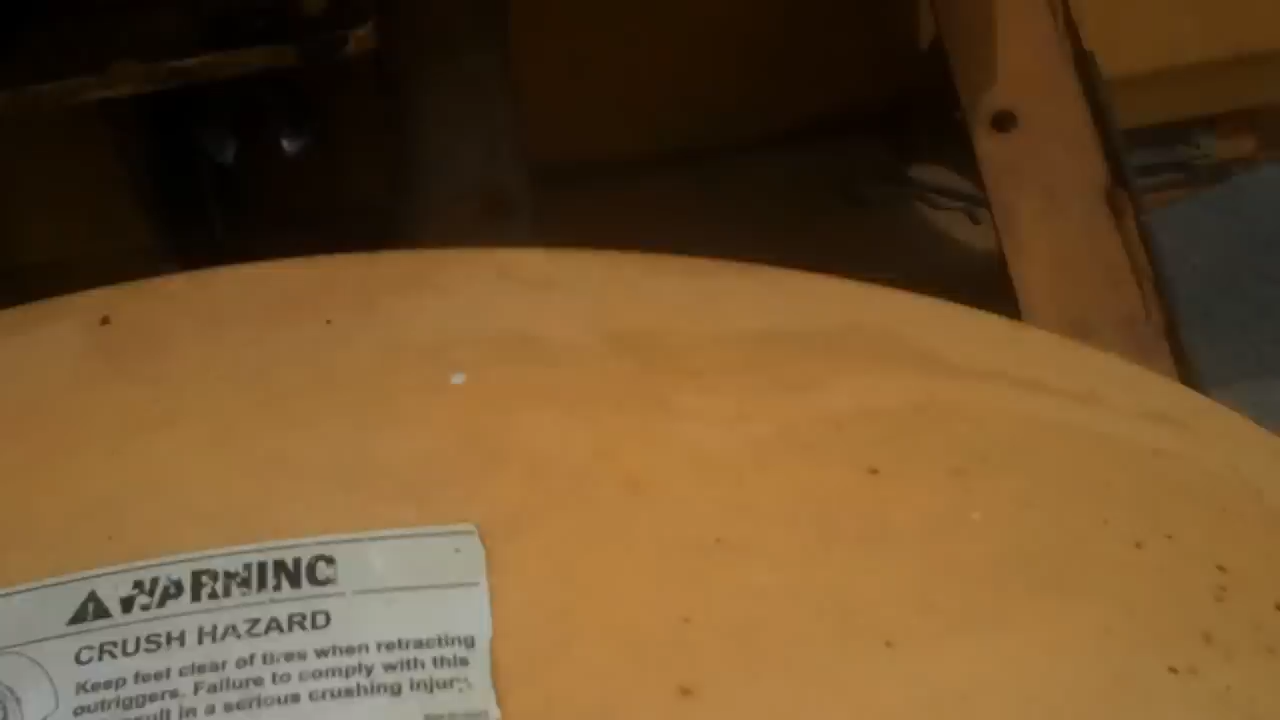 WARNING
CRUSH HAZARD
Keep feet clear of tires when retracting
outriggers. Failure to comply with this
result in a serious crushing injury.